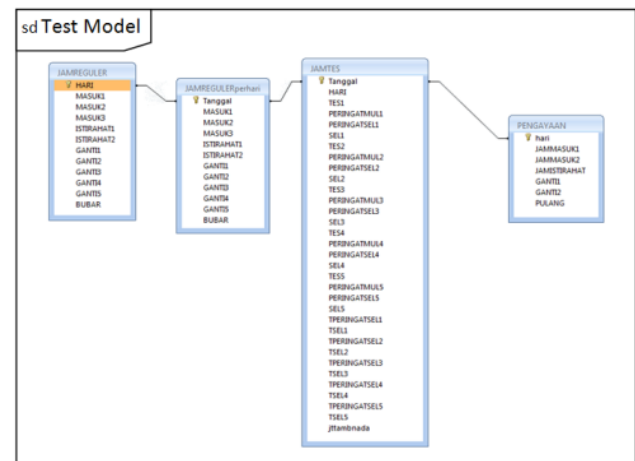 sd Test Model
JAMREGULER
HARI
MASUK1
MASUK2
MASUK3
ISTIRAHAT1
ISTIRAHAT2
GANTI1
GANTI2
GANTI3
GANTI4
GANTI5
BUBAR
JAMREGULERperhari
Tanggal
MASUK1
MASUK2
MASUK3
ISTIRAHAT1
ISTIRAHAT2
GANTI1
GANTI2
GANTI3
GANTI4
GANTI5
BUBAR
JAMTES
Tanggal
HARI
TES1
PERINGATMUL1
PERINGATSEL1
SEL1
TES2
PERINGATMUL2
PERINGATSEL2
SEL2
TES3
PERINGATMUL3
PERINGATSEL3
SEL3
TES4
PERINGATMUL4
PERINGATSEL4
SEL4
TES5
PERINGATMUL5
PERINGATSEL5
SEL5
TPERINGATSEL1
TSEL1
TPERINGATSEL2
TSEL2
TPERINGATSEL3
TSEL3
TPERINGATSEL4
TSEL4
TPERINGATSEL5
TSEL5
jttambnada
PENGAYAAN
hari
JAMMASUK1
JAMMASUK2
JAMISTIRAHAT
GANTI1
GANTI2
PULANG